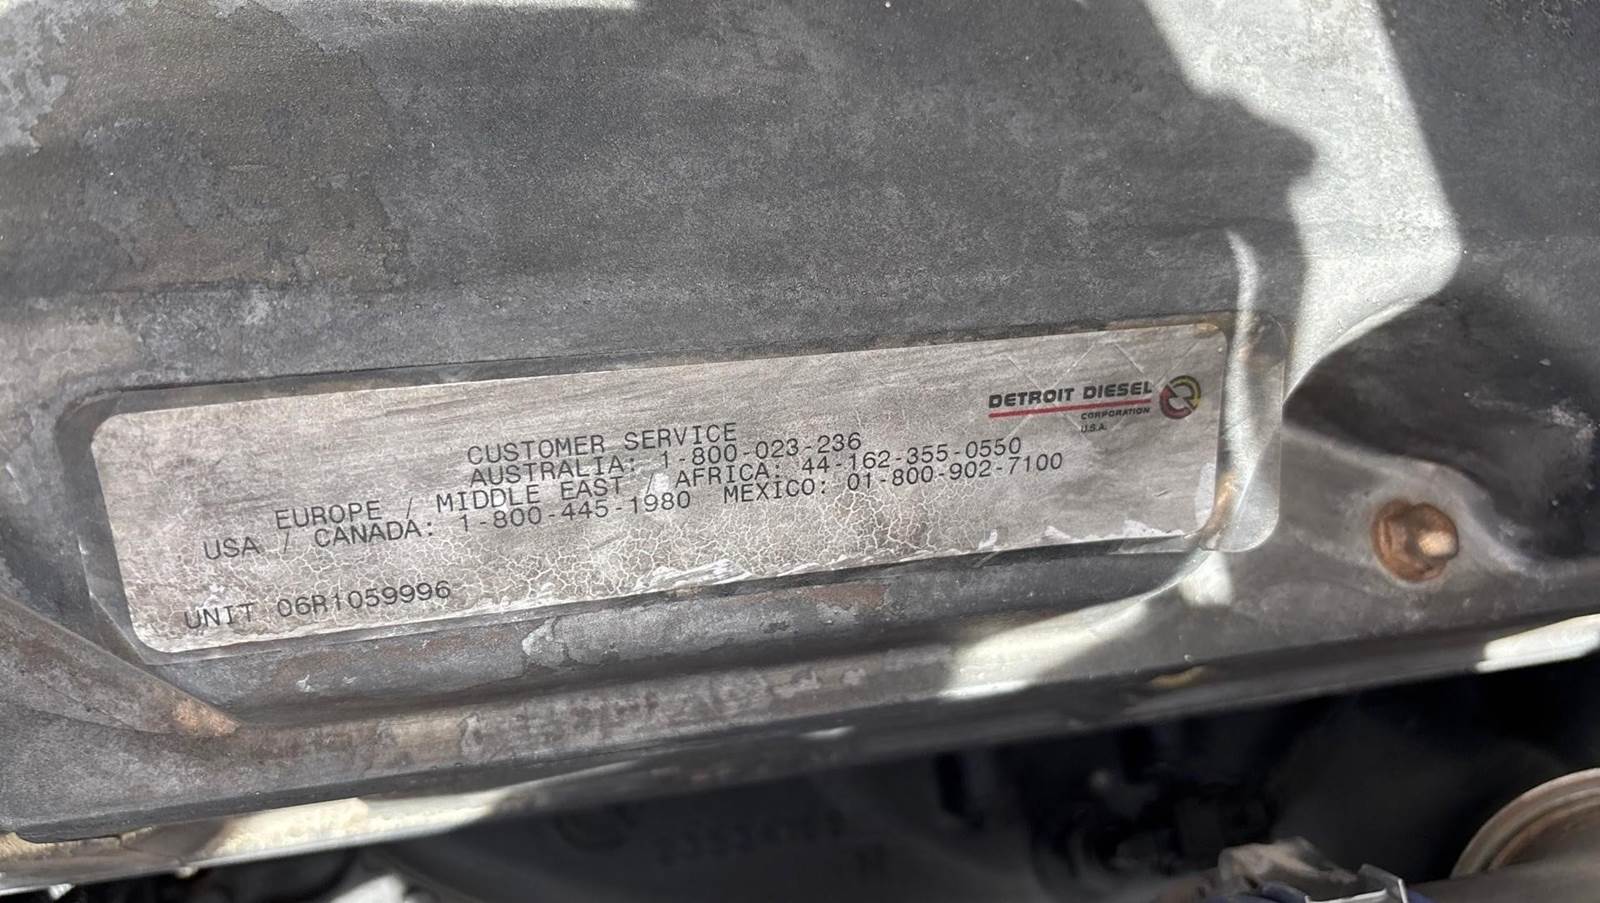 DETROIT DIESEL
CORPORATION
U.S.A.
CUSTOMER SERVICE
AUSTRALIA: 1-800-023-236
EUROPE / MIDDLE EAST / AFRICA: 44-162-355-0550
USA / CANADA: 1-800-445-1980 MEXICO: 01-800-902-7100
UNIT 06R1059996